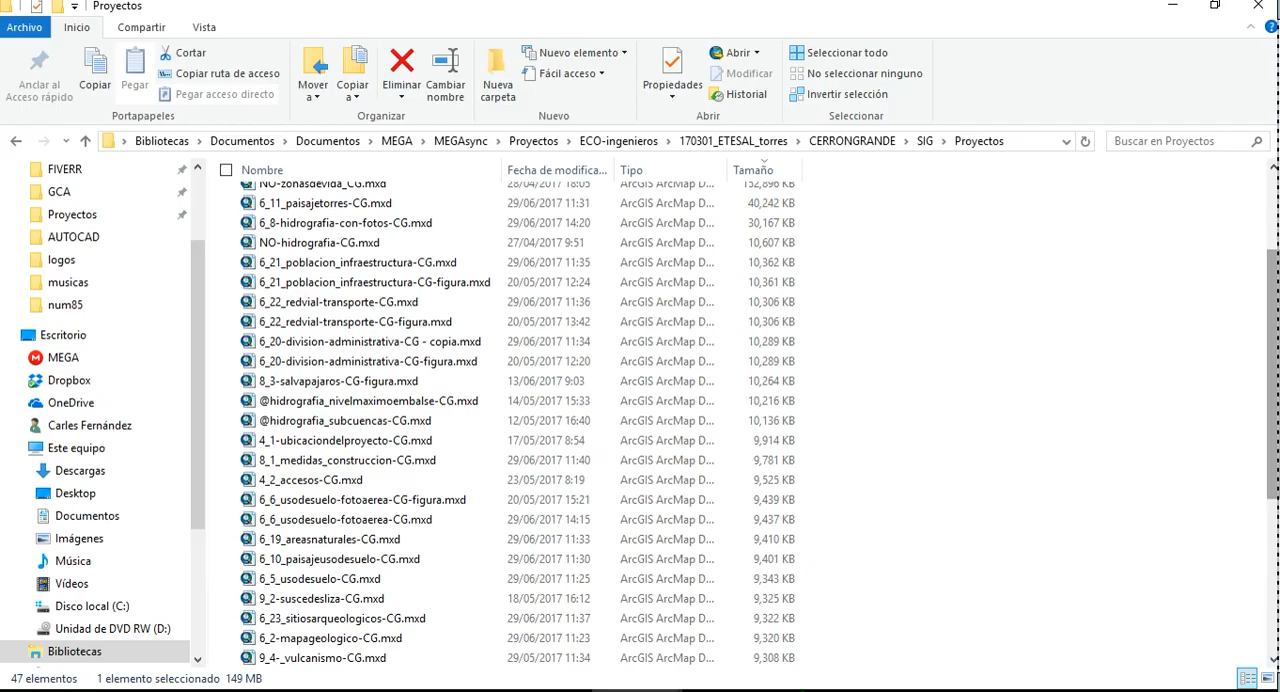 Proyectos
Archivo Inicio Compartir Vista
Anclar al Acceso rápido
Copiar
Pegar
Cortar
Copiar ruta de acceso
Pegar acceso directo
Portapapeles
Mover a
Copiar a
Eliminar
Cambiar nombre
Organizar
Nueva carpeta
Nuevo elemento
Fácil acceso
Nuevo
Propiedades
Abrir
Modificar
Historial
Abrir
Seleccionar todo
No seleccionar ninguno
Invertir selección
Seleccionar
Bibliotecas > Documentos > Documentos > MEGA > MEGAsync > Proyectos > ECO-ingenieros > 170301_ETESAL_torres > CERRONGRANDE > SIG > Proyectos
Buscar en Proyectos
FIVERR
GCA
Proyectos
AUTOCAD
logos
musicas
num85
Escritorio
MEGA
Dropbox
OneDrive
Carles Fernández
Este equipo
Descargas
Desktop
Documentos
Imágenes
Música
Vídeos
Disco local (C:)
Unidad de DVD RW (D:)
Bibliotecas
Nombre Fecha de modifica... Tipo Tamaño
NO-zonasdevida_CG.mxd 28/04/2017 18:05 ArcGIS ArcMap D... 152,896 KB
6_11_paisajetorres-CG.mxd 29/06/2017 11:31 ArcGIS ArcMap D... 40,242 KB
6_8-hidrografia-con-fotos-CG.mxd 29/06/2017 14:20 ArcGIS ArcMap D... 30,167 KB
NO-hidrografia-CG.mxd 27/04/2017 9:51 ArcGIS ArcMap D... 10,607 KB
6_21_poblacion_infraestructura-CG.mxd 29/06/2017 11:35 ArcGIS ArcMap D... 10,362 KB
6_21_poblacion_infraestructura-CG-figura.mxd 20/05/2017 12:24 ArcGIS ArcMap D... 10,361 KB
6_22_redvial-transporte-CG.mxd 29/06/2017 11:36 ArcGIS ArcMap D... 10,306 KB
6_22_redvial-transporte-CG-figura.mxd 20/05/2017 13:42 ArcGIS ArcMap D... 10,306 KB
6_20-division-administrativa-CG - copia.mxd 29/06/2017 11:34 ArcGIS ArcMap D... 10,289 KB
6_20-division-administrativa-CG-figura.mxd 20/05/2017 12:20 ArcGIS ArcMap D... 10,289 KB
8_3-salvapajaros-CG-figura.mxd 13/06/2017 9:03 ArcGIS ArcMap D... 10,264 KB
@hidrografia_nivelmaximoembalse-CG.mxd 14/05/2017 15:33 ArcGIS ArcMap D... 10,216 KB
@hidrografia_subcuencas-CG.mxd 12/05/2017 16:40 ArcGIS ArcMap D... 10,136 KB
4_1-ubicaciondelproyecto-CG.mxd 17/05/2017 8:54 ArcGIS ArcMap D... 9,914 KB
8_1_medidas_construccion-CG.mxd 29/06/2017 11:40 ArcGIS ArcMap D... 9,781 KB
4_2_accesos-CG.mxd 23/05/2017 8:19 ArcGIS ArcMap D... 9,525 KB
6_6_usodesuelo-fotoaerea-CG-figura.mxd 20/05/2017 15:21 ArcGIS ArcMap D... 9,439 KB
6_6_usodesuelo-fotoaerea-CG.mxd 29/06/2017 14:15 ArcGIS ArcMap D... 9,437 KB
6_19_areasnaturales-CG.mxd 29/06/2017 11:33 ArcGIS ArcMap D... 9,410 KB
6_10_paisajeusodesuelo-CG.mxd 29/06/2017 11:30 ArcGIS ArcMap D... 9,401 KB
6_5_usodesuelo-CG.mxd 29/06/2017 11:25 ArcGIS ArcMap D... 9,343 KB
9_2-suscedesliza-CG.mxd 18/05/2017 16:12 ArcGIS ArcMap D... 9,325 KB
6_23_sitiosarqueologicos-CG.mxd 29/06/2017 11:37 ArcGIS ArcMap D... 9,322 KB
6_2-mapageologico-CG.mxd 29/06/2017 11:23 ArcGIS ArcMap D... 9,320 KB
9_4-_vulcanismo-CG.mxd 29/05/2017 11:34 ArcGIS ArcMap D... 9,308 KB
47 elementos 1 elemento seleccionado 149 MB